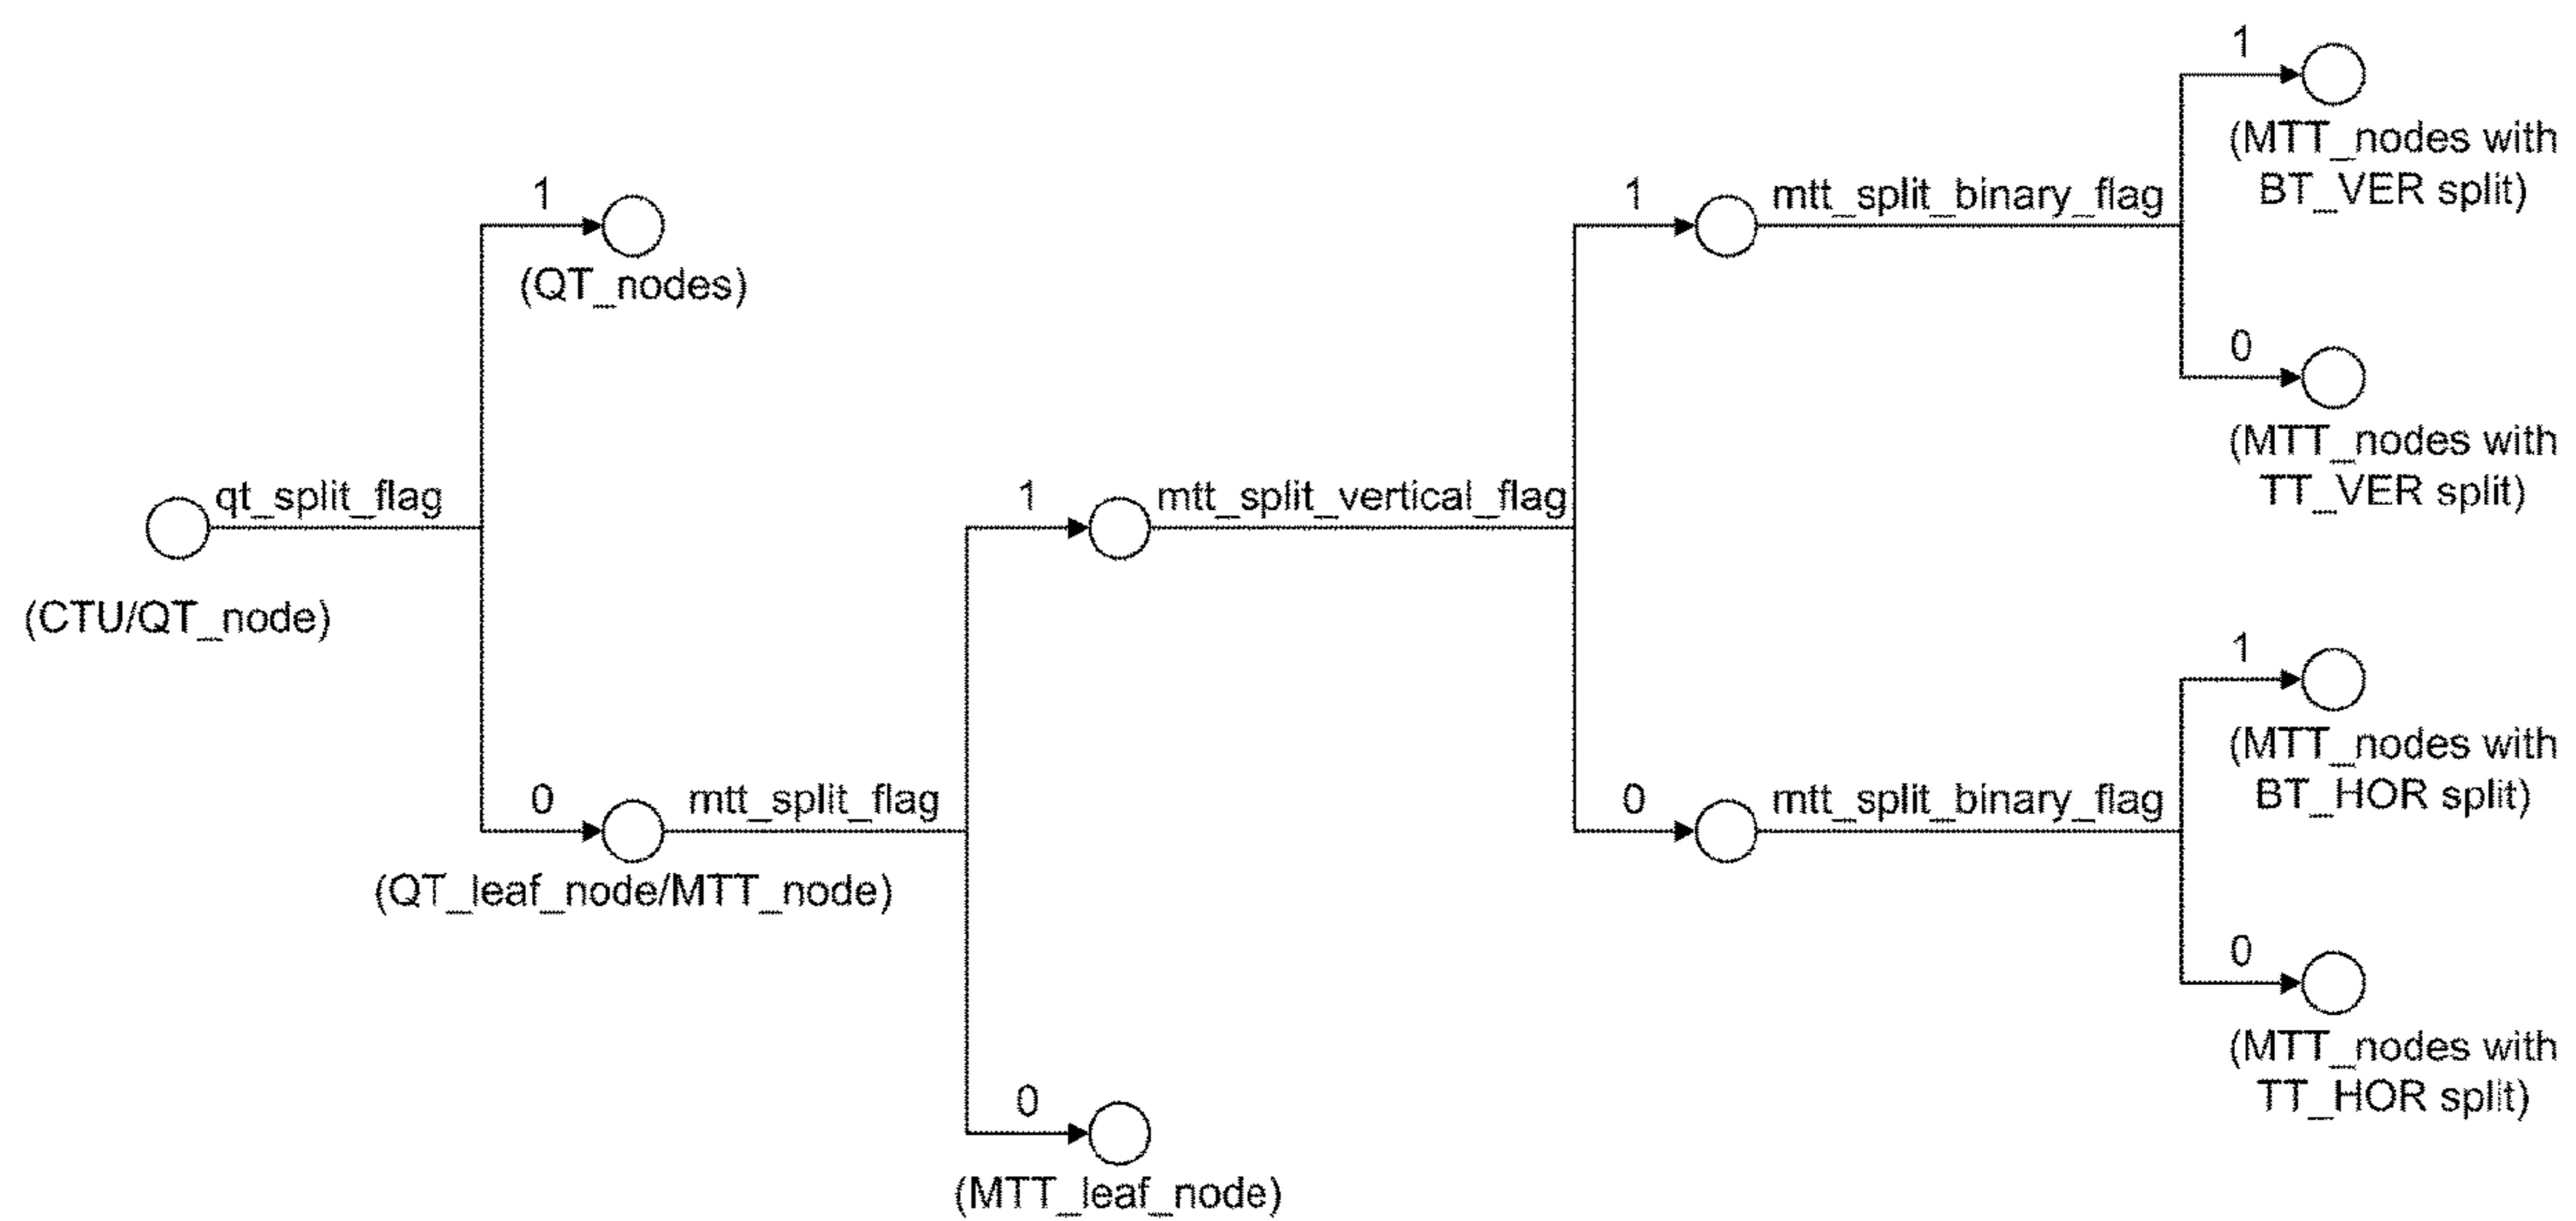 1
(MTT_nodes with
BT_VER split)
1
(QT_nodes)
1
mtt_split_binary_flag
0
(MTT_nodes with
TT_VER split)
qt_split_flag
(CTU/QT_node)
1
mtt_split_vertical_flag
0
mtt_split_flag
(QT_leaf_node/MTT_node)
0
mtt_split_binary_flag
1
(MTT_nodes with
BT_HOR split)
0
(MTT_nodes with
TT_HOR split)
0
(MTT_leaf_node)